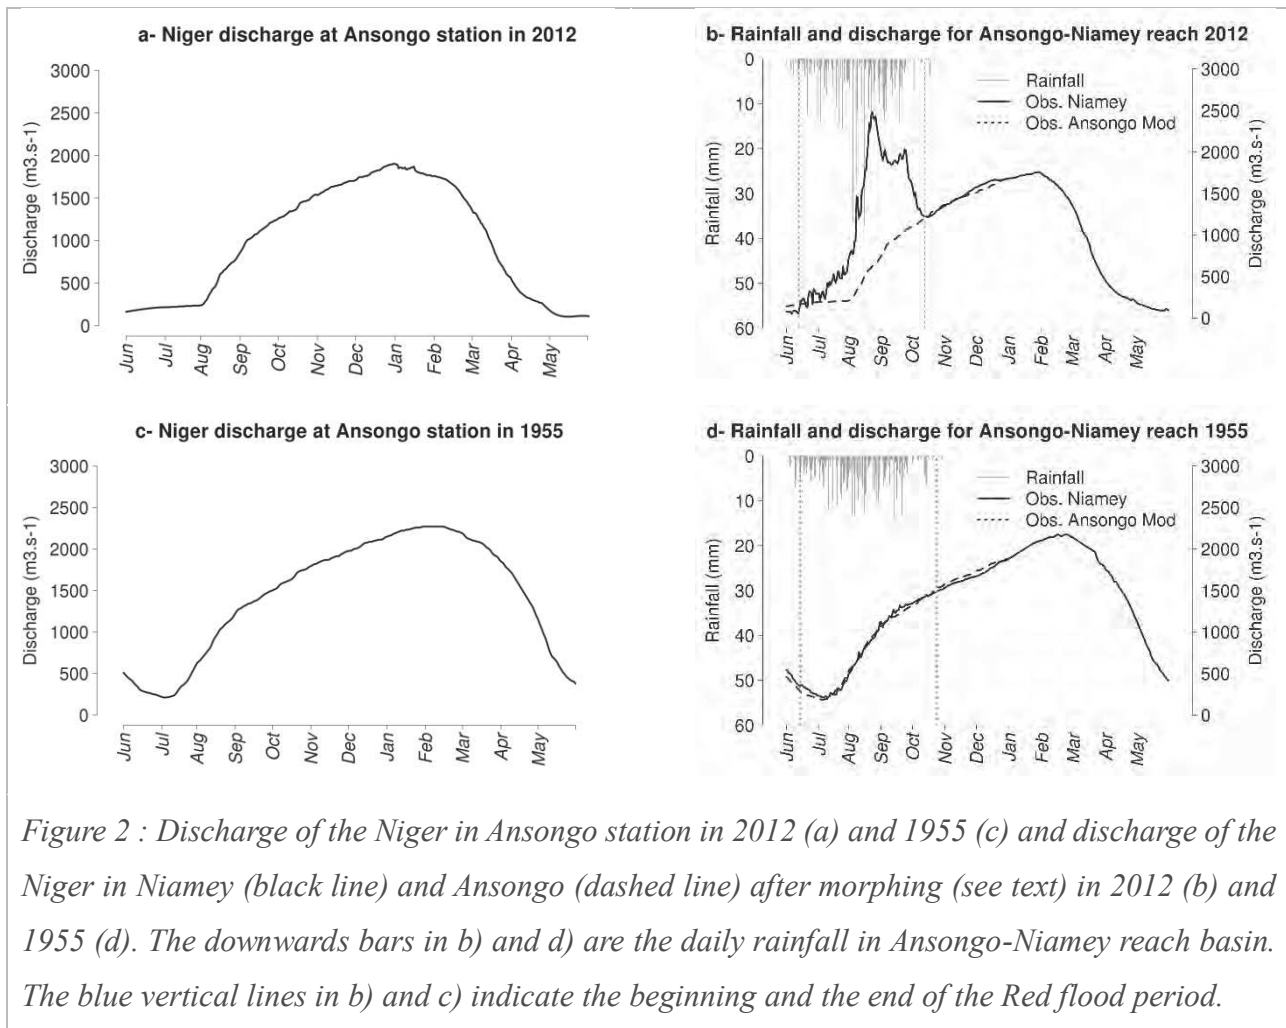 a- Niger discharge at Ansongo station in 2012
3000
2500
2000
1500
1000
500
0
Discharge (m3.s-1)
Jun
Jul
Aug
Sep
Oct
Nov
Dec
Jan
Feb
Mar
Apr
May
b- Rainfall and discharge for Ansongo-Niamey reach 2012
0
10
20
30
40
50
60
Rainfall (mm)
Rainfall
Obs. Niamey
Obs. Ansongo Mod
3000
2500
2000
1500
1000
500
0
Discharge (m3.s-1)
Jun
Jul
Aug
Sep
Oct
Nov
Dec
Jan
Feb
Mar
Apr
May
c- Niger discharge at Ansongo station in 1955
3000
2500
2000
1500
1000
500
0
Discharge (m3.s-1)
Jun
Jul
Aug
Sep
Oct
Nov
Dec
Jan
Feb
Mar
Apr
May
d- Rainfall and discharge for Ansongo-Niamey reach 1955
0
10
20
30
40
50
60
Rainfall (mm)
Rainfall
Obs. Niamey
Obs. Ansongo Mod
3000
2500
2000
1500
1000
500
0
Discharge (m3.s-1)
Jun
Jul
Aug
Sep
Oct
Nov
Dec
Jan
Feb
Mar
Apr
May
Figure 2 : Discharge of the Niger in Ansongo station in 2012 (a) and 1955 (c) and discharge of the
Niger in Niamey (black line) and Ansongo (dashed line) after morphing (see text) in 2012 (b) and
1955 (d). The downwards bars in b) and d) are the daily rainfall in Ansongo-Niamey reach basin.
The blue vertical lines in b) and c) indicate the beginning and the end of the Red flood period.